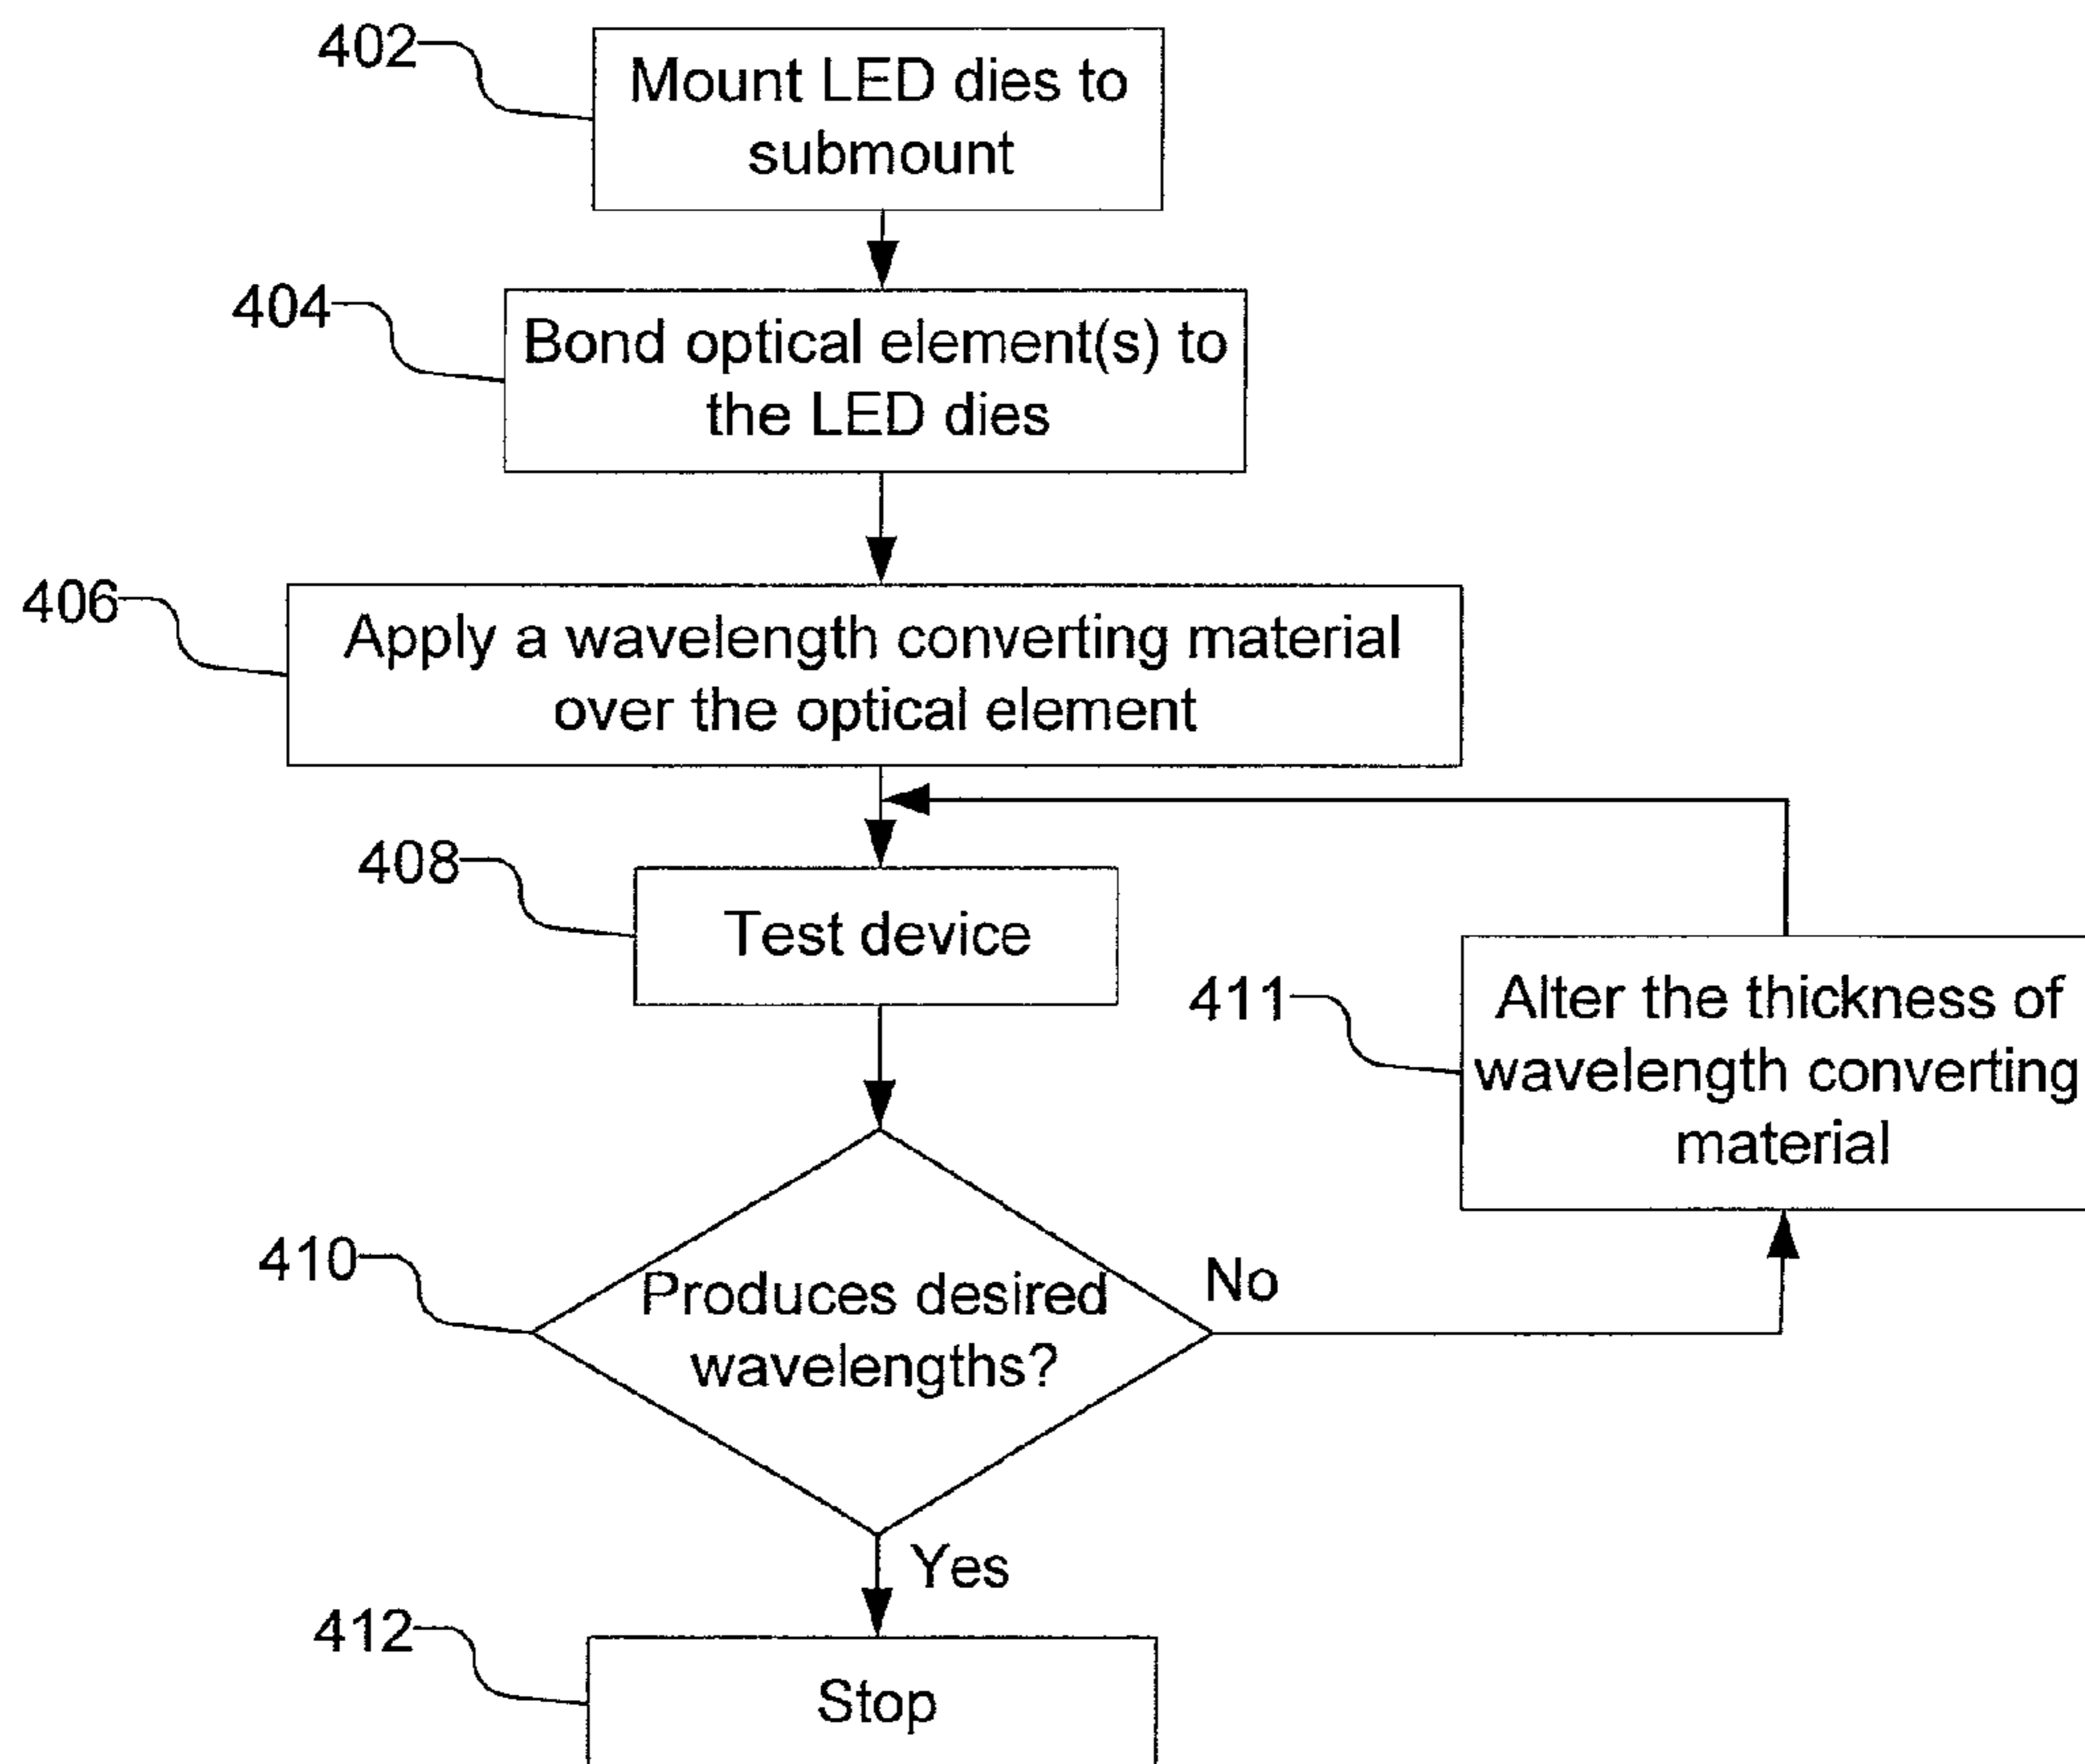 402
Mount LED dies to
submount
404
Bond optical element(s) to
the LED dies
406
Apply a wavelength converting material
over the optical element
408
Test device
411
Alter the thickness of
wavelength converting
material
410
Produces desired
wavelengths?
No
Yes
412
Stop